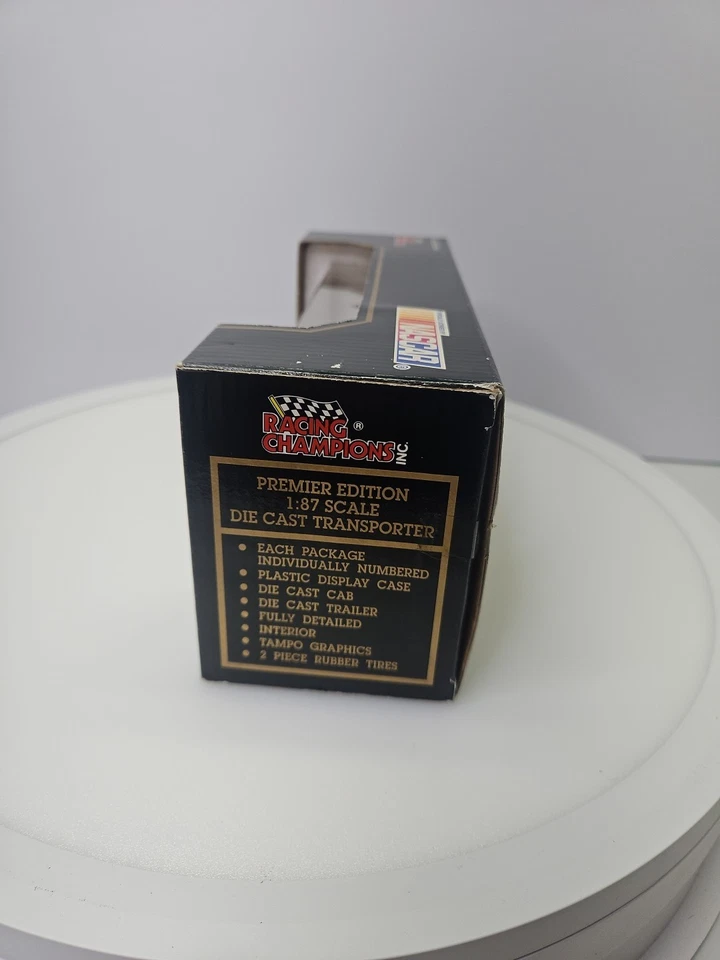 NASCAR ®
RACING ®
CHAMPIONS INC.
PREMIER EDITION
1:87 SCALE
DIE CAST TRANSPORTER
• EACH PACKAGE
INDIVIDUALLY NUMBERED
• PLASTIC DISPLAY CASE
• DIE CAST CAB
• DIE CAST TRAILER
• FULLY DETAILED
• INTERIOR
• TAMPO GRAPHICS
• 2 PIECE RUBBER TIRES